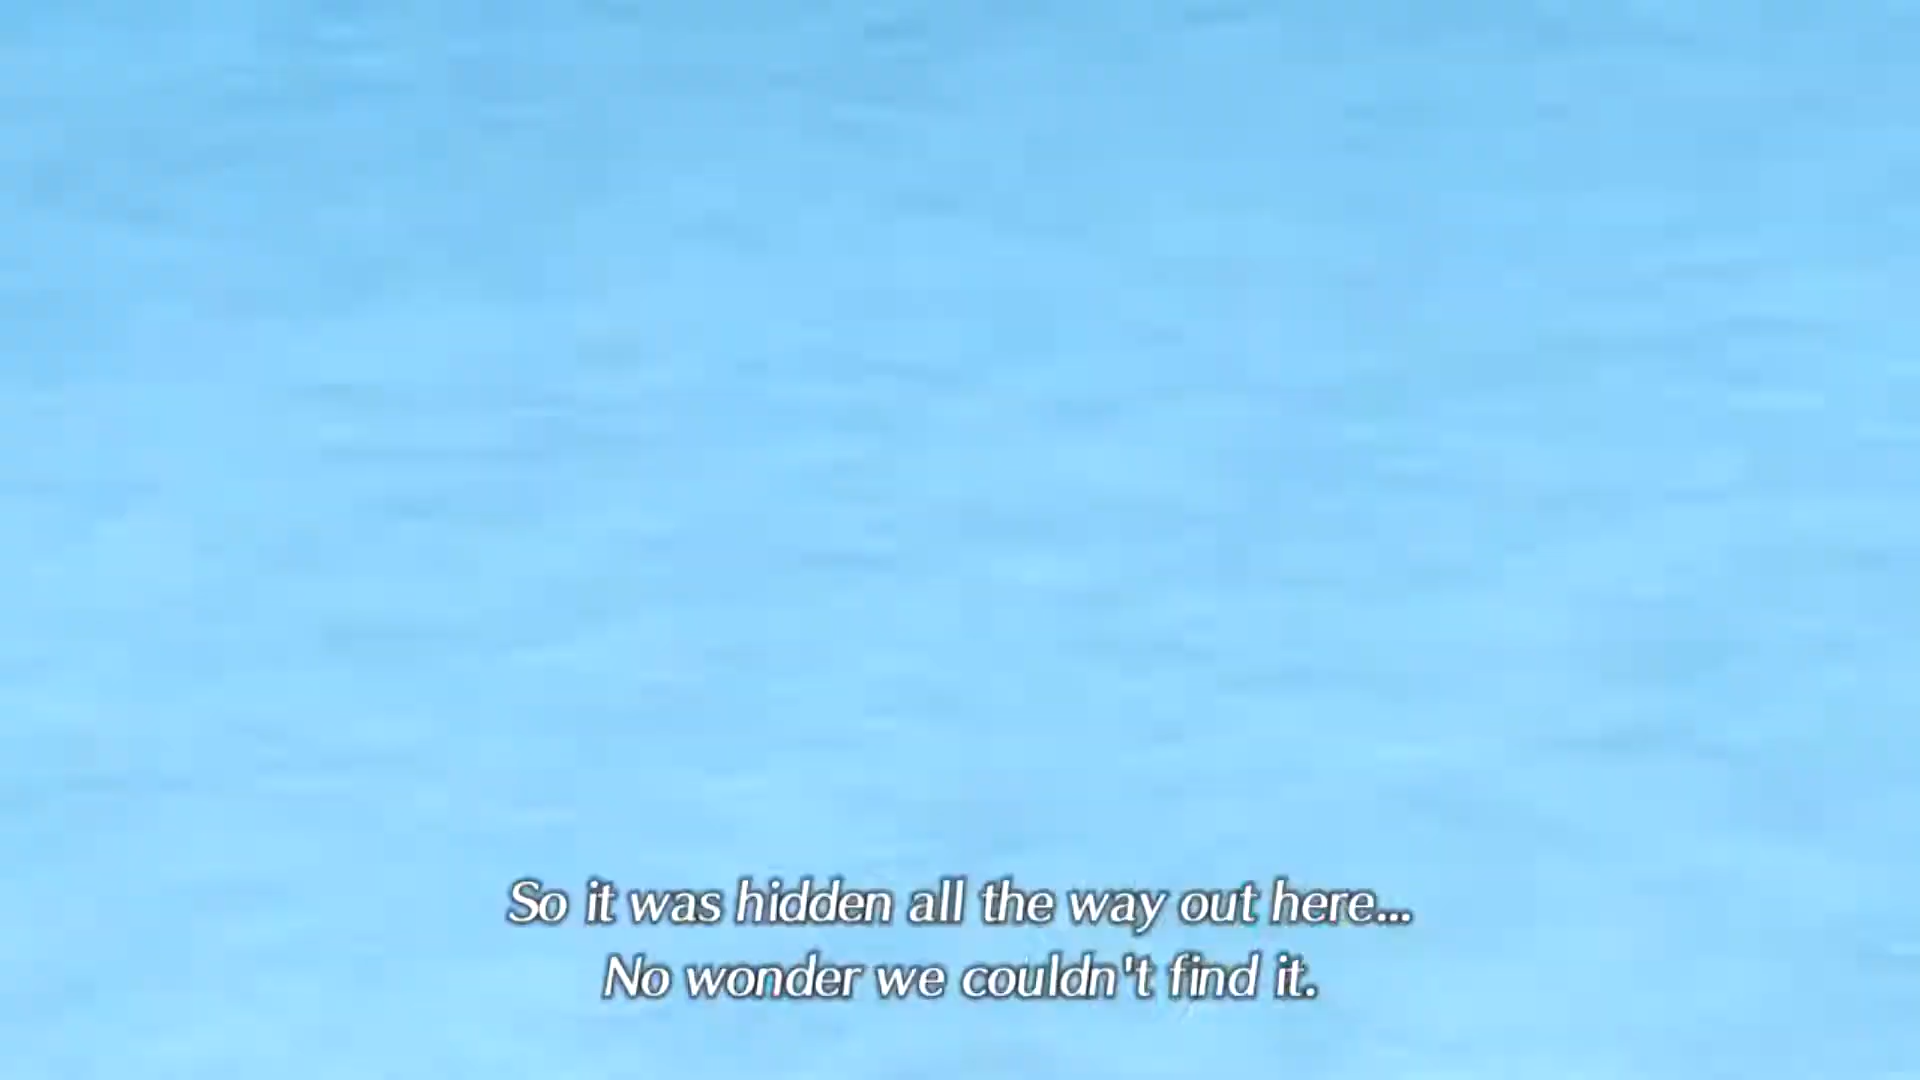 So it was hidden all the way out here...
No wonder we couldn't find it.